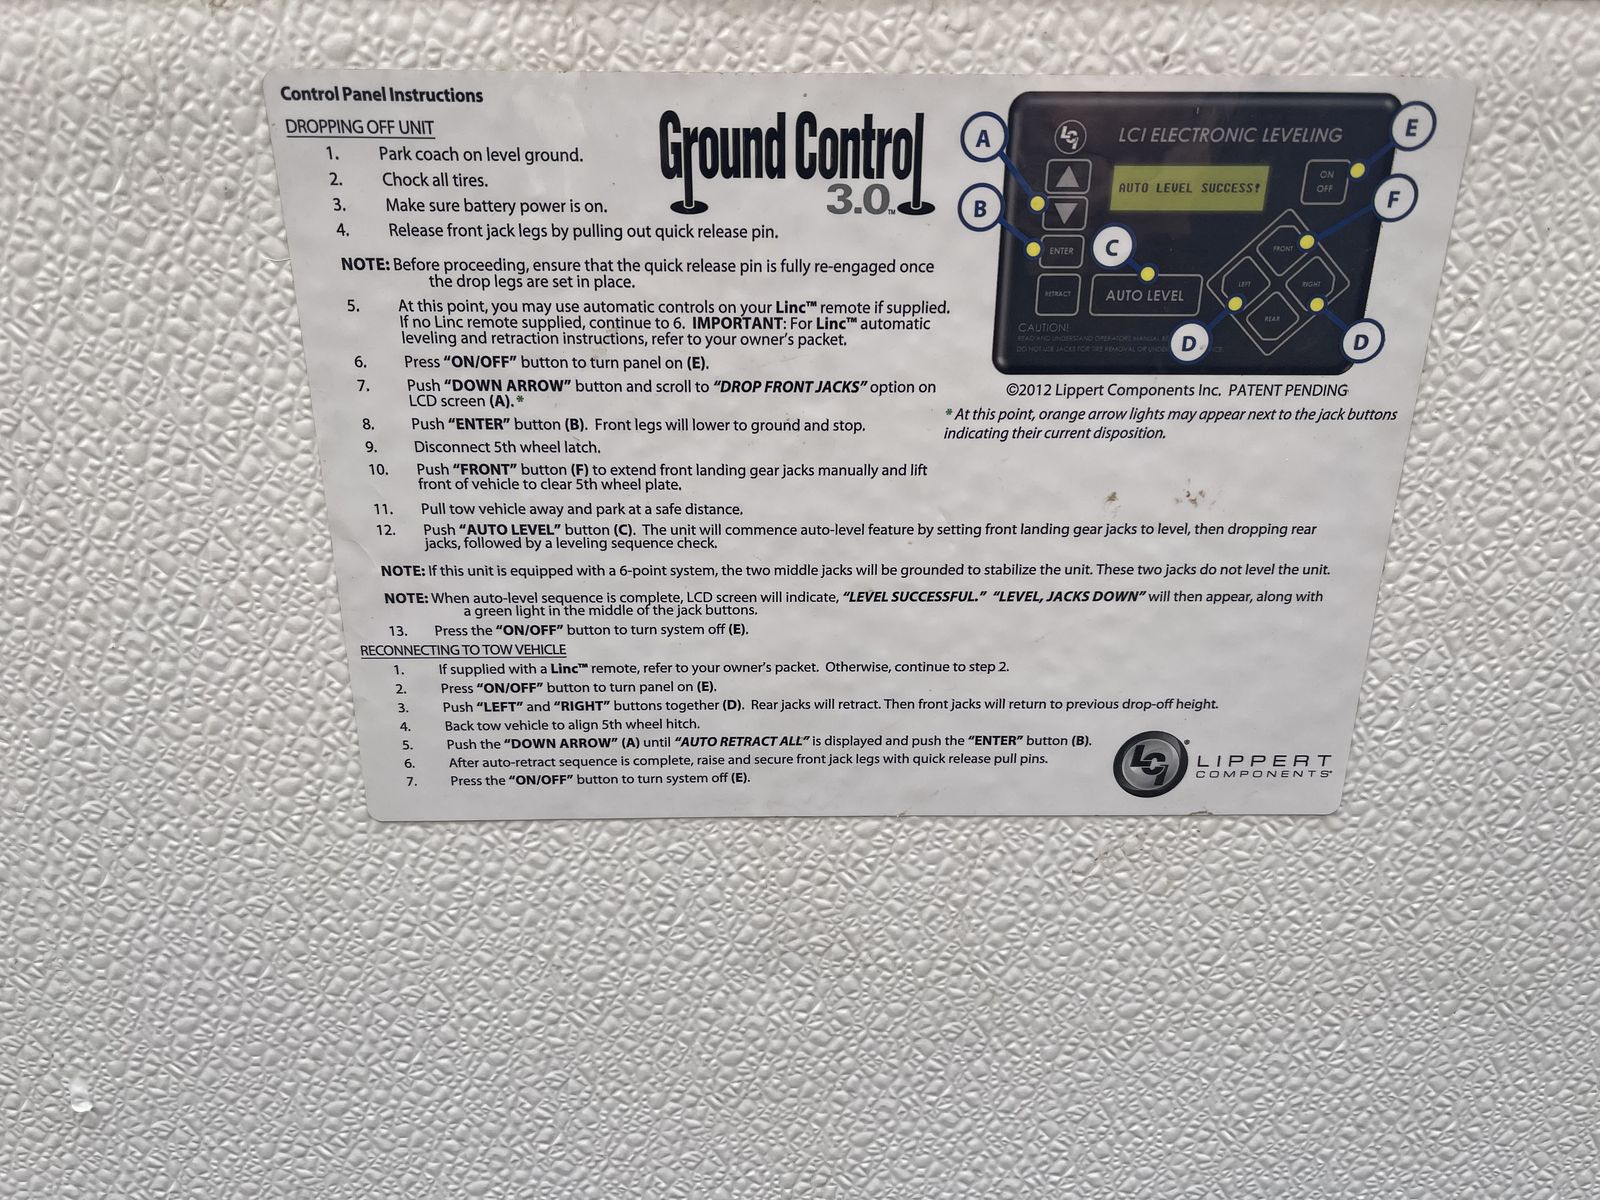 Control Panel Instructions
DROPPING OFF UNIT
1. Park coach on level ground.
2. Chock all tires.
3. Make sure battery power is on.
4. Release front jack legs by pulling out quick release pin.
NOTE: Before proceeding, ensure that the quick release pin is fully re-engaged once
the drop legs are set in place.
5. At this point, you may use automatic controls on your Linc™ remote if supplied.
If no Linc remote supplied, continue to 6. IMPORTANT: For Linc™ automatic
leveling and retraction instructions, refer to your owner's packet.
6. Press "ON/OFF" button to turn panel on (E).
7. Push "DOWN ARROW" button and scroll to "DROP FRONT JACKS" option on
LCD screen (A).*
8. Push "ENTER" button (B). Front legs will lower to ground and stop.
9. Disconnect 5th wheel latch.
10. Push "FRONT" button (F) to extend front landing gear jacks manually and lift
front of vehicle to clear 5th wheel plate.
11. Pull tow vehicle away and park at a safe distance.
12. Push "AUTO LEVEL" button (C). The unit will commence auto-level feature by setting front landing gear jacks to level, then dropping rear
jacks, followed by a leveling sequence check.
NOTE: If this unit is equipped with a 6-point system, the two middle jacks will be grounded to stabilize the unit. These two jacks do not level the unit.
NOTE: When auto-level sequence is complete, LCD screen will indicate, "LEVEL SUCCESSFUL." "LEVEL, JACKS DOWN" will then appear, along with
a green light in the middle of the jack buttons.
13. Press the "ON/OFF" button to turn system off (E).
RECONNECTING TO TOW VEHICLE
1. If supplied with a Linc™ remote, refer to your owner's packet. Otherwise, continue to step 2.
2. Press "ON/OFF" button to turn panel on (E).
3. Push "LEFT" and "RIGHT" buttons together (D). Rear jacks will retract. Then front jacks will return to previous drop-off height.
4. Back tow vehicle to align 5th wheel hitch.
5. Push the "DOWN ARROW" (A) until "AUTO RETRACT ALL" is displayed and push the "ENTER" button (B).
6. After auto-retract sequence is complete, raise and secure front jack legs with quick release pull pins.
7. Press the "ON/OFF" button to turn system off (E).
Ground Control
3.0™
A
B
C
D
D
E
F
LCI
LCI ELECTRONIC LEVELING
AUTO LEVEL SUCCESS!
ON
OFF
ENTER
RETRACT
AUTO LEVEL
FRONT
LEFT
RIGHT
REAR
CAUTION!
READ AND UNDERSTAND OPERATORS MANUAL
DO NOT USE JACKS FOR TIRE REMOVAL OR
©2012 Lippert Components Inc. PATENT PENDING
* At this point, orange arrow lights may appear next to the jack buttons
indicating their current disposition.
LCI
LIPPERT
COMPONENTS®